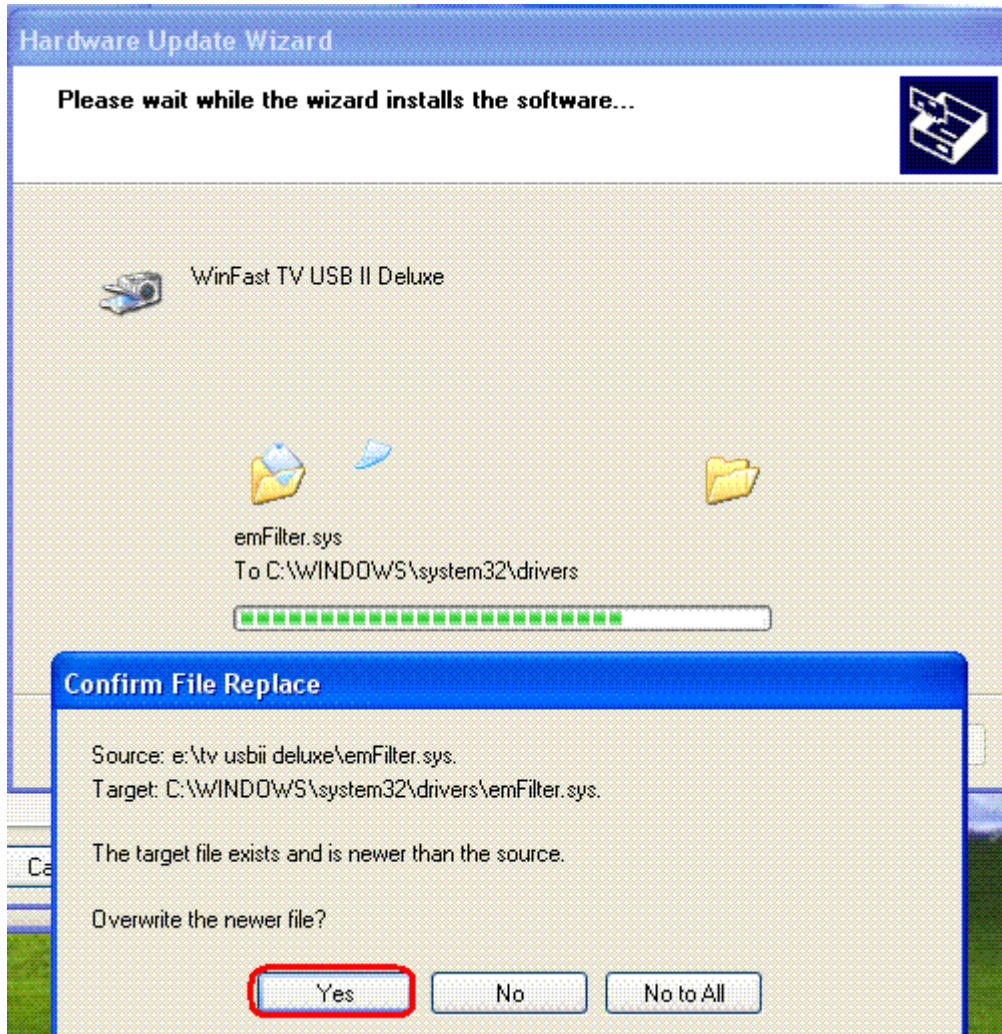 Hardware Update Wizard
Please wait while the wizard installs the software...
WinFast TV USB II Deluxe
emFilter.sys
To C:\WINDOWS\system32\drivers
Confirm File Replace
Source: e:\tv usbii deluxe\emFilter.sys.
Target: C:\WINDOWS\system32\drivers\emFilter.sys.
The target file exists and is newer than the source.
Ca
Overwrite the newer file?
Yes No No to All